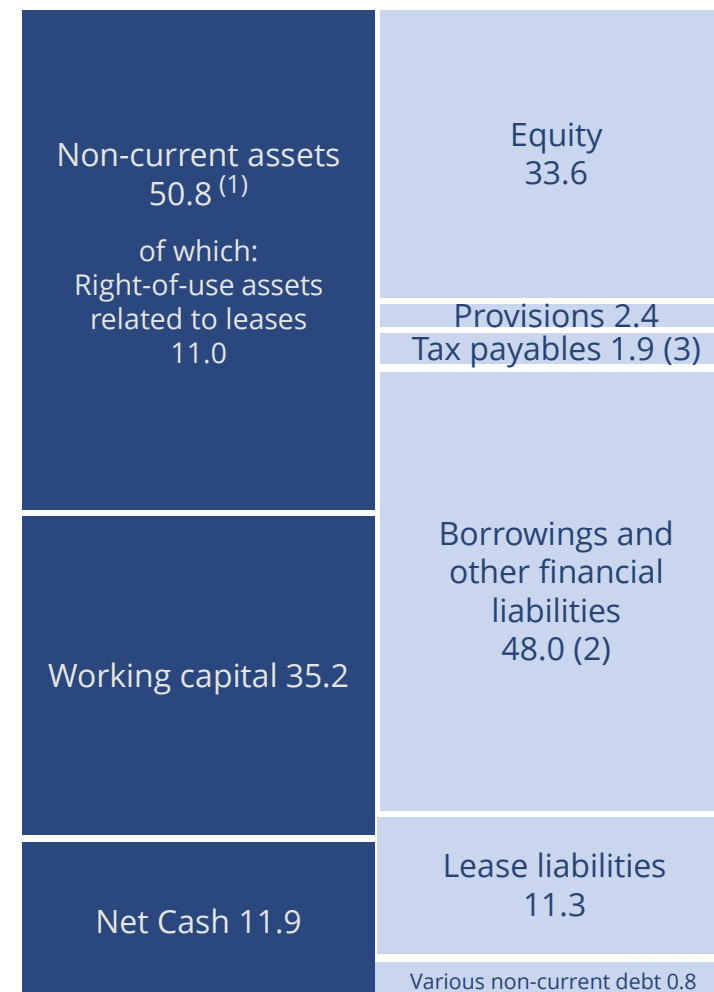 Non-current assets
50.8 (1)
of which:
Right-of-use assets
related to leases
11.0
Working capital 35.2
Net Cash 11.9
Equity
33.6
Provisions 2.4
Tax payables 1.9 (3)
Borrowings and
other financial
liabilities
48.0 (2)
Lease liabilities
11.3
Various non-current debt 0.8